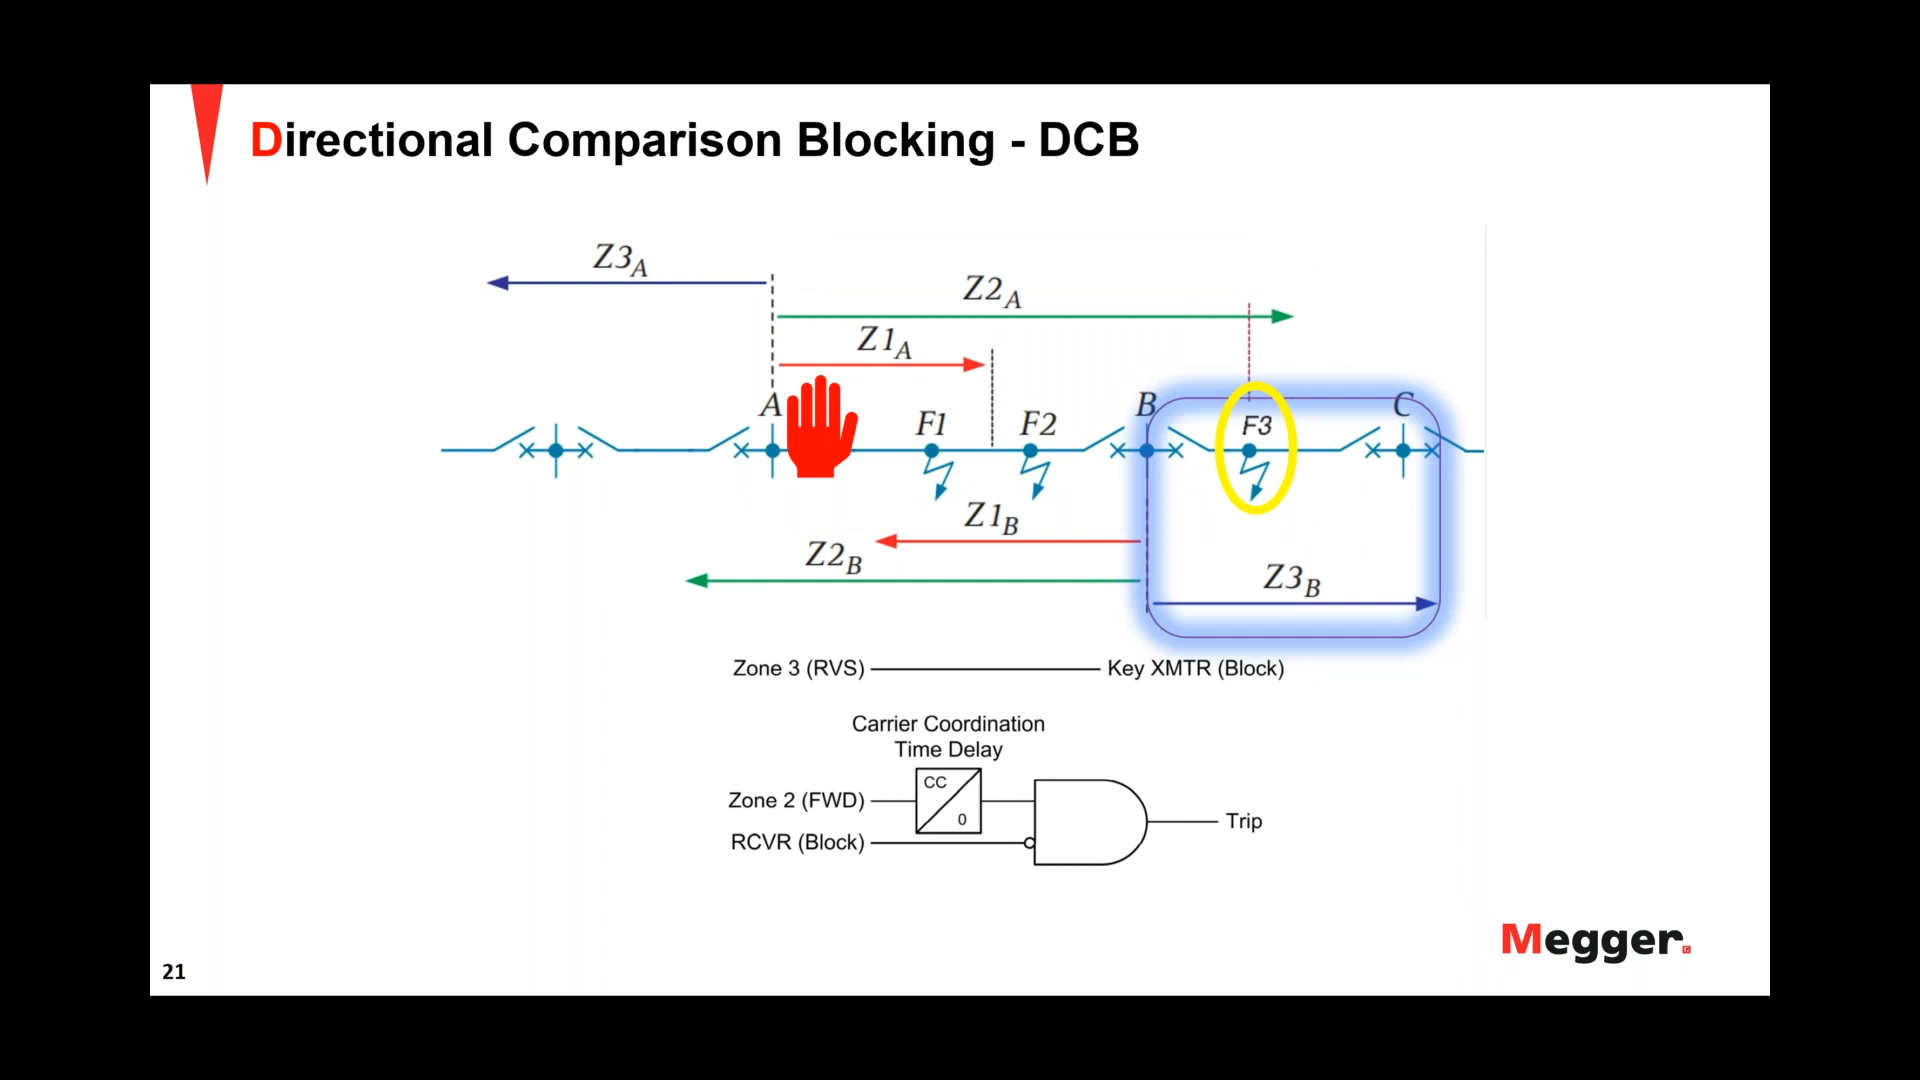 Directional Comparison Blocking - DCB
Z3A
Z2A
Z1A
A
F1
F2
B
F3
C
Z1B
Z2B
Z3B
Zone 3 (RVS)
Key XMTR (Block)
Carrier Coordination
Time Delay
CC
0
Zone 2 (FWD)
RCVR (Block)
Trip
Megger
21